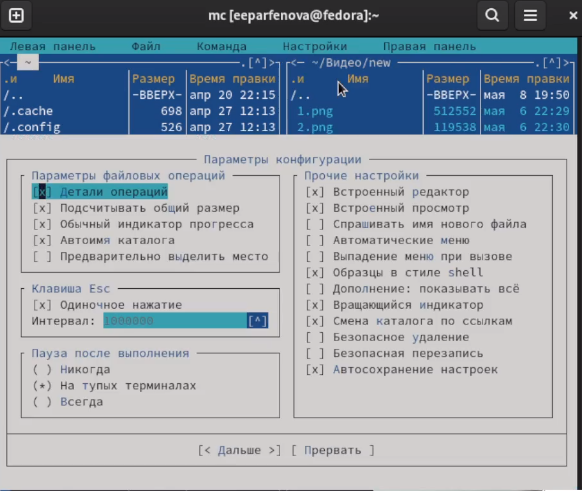 mc [eeparfenova@fedora]:~
Левая панель Файл Команда Настройки Правая панель
<— ~ .[^]> <— ~/Видео/new .[^]>
.и Имя Размер Время правки .и Имя Размер Время правки
/.. -ВВЕРХ- апр 20 22:15 /.. -ВВЕРХ- мая 8 19:50
/.cache 698 апр 27 12:13 1.png 512552 мая 6 22:29
/.config 526 апр 27 12:13 2.png 119538 мая 6 22:30
Параметры конфигурации
Параметры файловых операций
[x] Детали операций
[x] Подсчитывать общий размер
[x] Обычный индикатор прогресса
[x] Автоимя каталога
[ ] Предварительно выделить место
Клавиша Esc
[x] Одиночное нажатие
Интервал: 1000000 [^]
Пауза после выполнения
( ) Никогда
(*) На тупых терминалах
( ) Всегда
Прочие настройки
[x] Встроенный редактор
[x] Встроенный просмотр
[ ] Спрашивать имя нового файла
[ ] Автоматические меню
[ ] Выпадение меню при вызове
[x] Образцы в стиле shell
[ ] Дополнение: показывать всё
[x] Вращающийся индикатор
[x] Смена каталога по ссылкам
[ ] Безопасное удаление
[ ] Безопасная перезапись
[x] Автосохранение настроек
[< Дальше >] [ Прервать ]